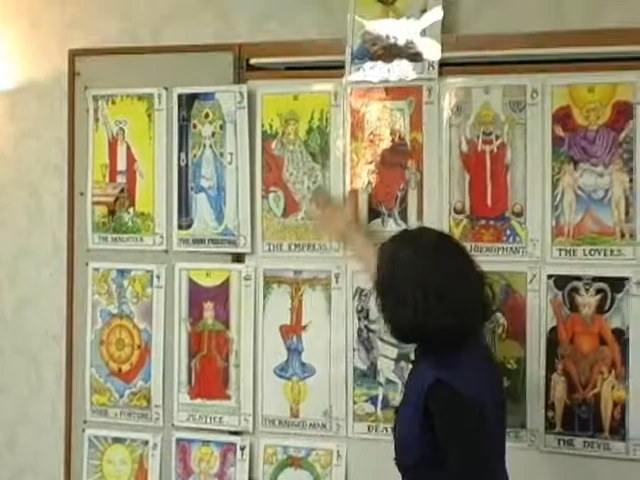 THE MAGICIAN
THE HIGH PRIESTESS
THE EMPRESS
HIEROPHANT
THE LOVERS.
WHEEL of FORTUNE
JUSTICE
THE HANGED MAN
DEAT
THE DEVIL
B J